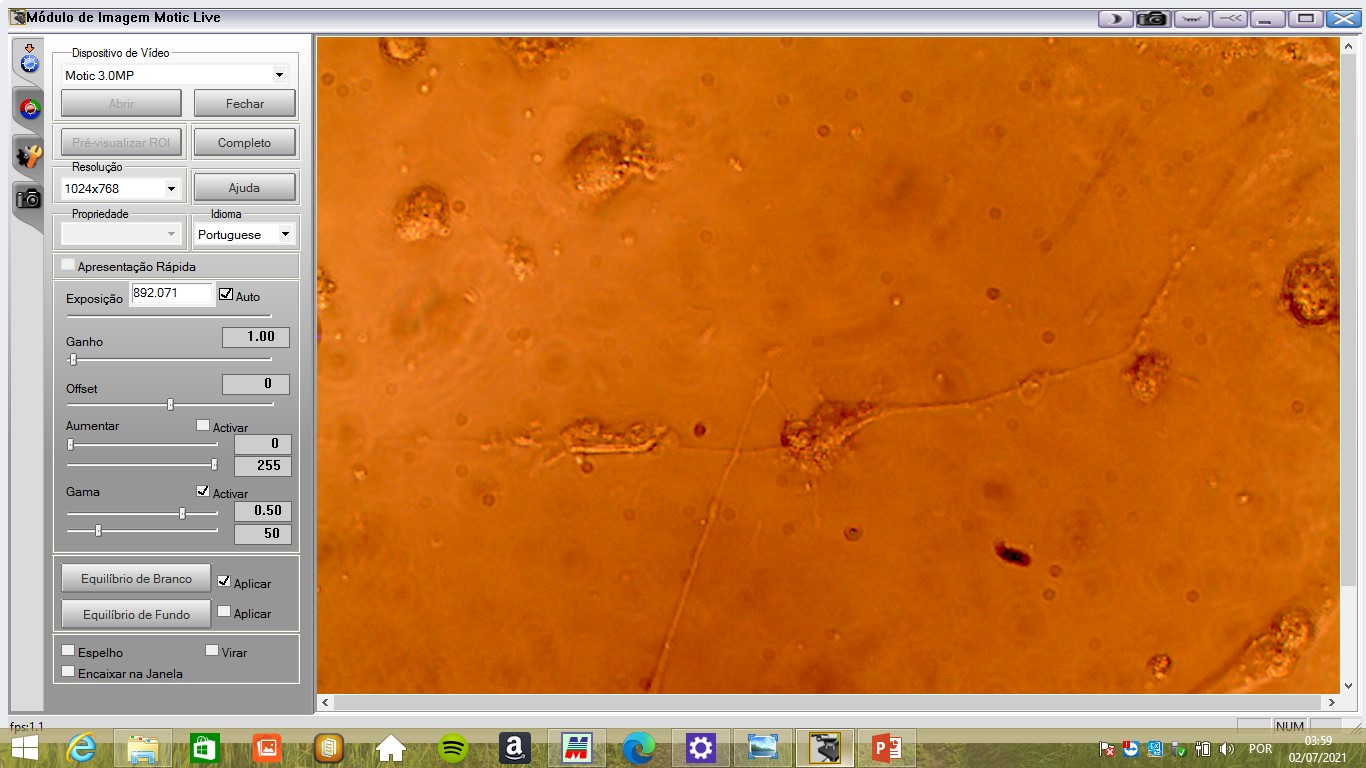 Módulo de Imagem Motic Live
Dispositivo de Vídeo
Motic 3.0MP
Abrir
Fechar
Pré-visualizar ROI
Completo
Resolução
1024x768
Ajuda
Propriedade
Idioma
Portuguese
Apresentação Rápida
Exposição
892.071
Auto
Ganho
1.00
Offset
0
Aumentar
Activar
0
255
Gama
Activar
0.50
50
Equilíbrio de Branco
Aplicar
Equilíbrio de Fundo
Aplicar
Espelho
Virar
Encaixar na Janela
fps:1.1
NUM
POR
03:59
02/07/2021